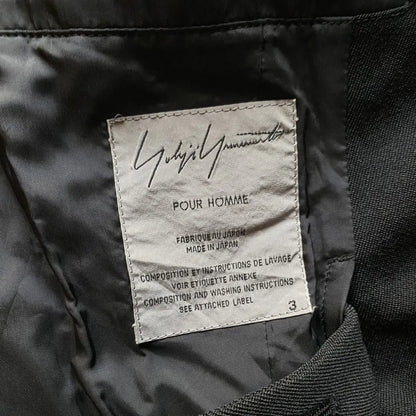 Yohji Yamamoto
POUR HOMME
FABRIQUE AU JAPON
MADE IN JAPAN
COMPOSITION ET INSTRUCTIONS DE LAVAGE
VOIR ETIQUETTE ANNEXE
COMPOSITION AND WASHING INSTRUCTIONS
SEE ATTACHED LABEL
3